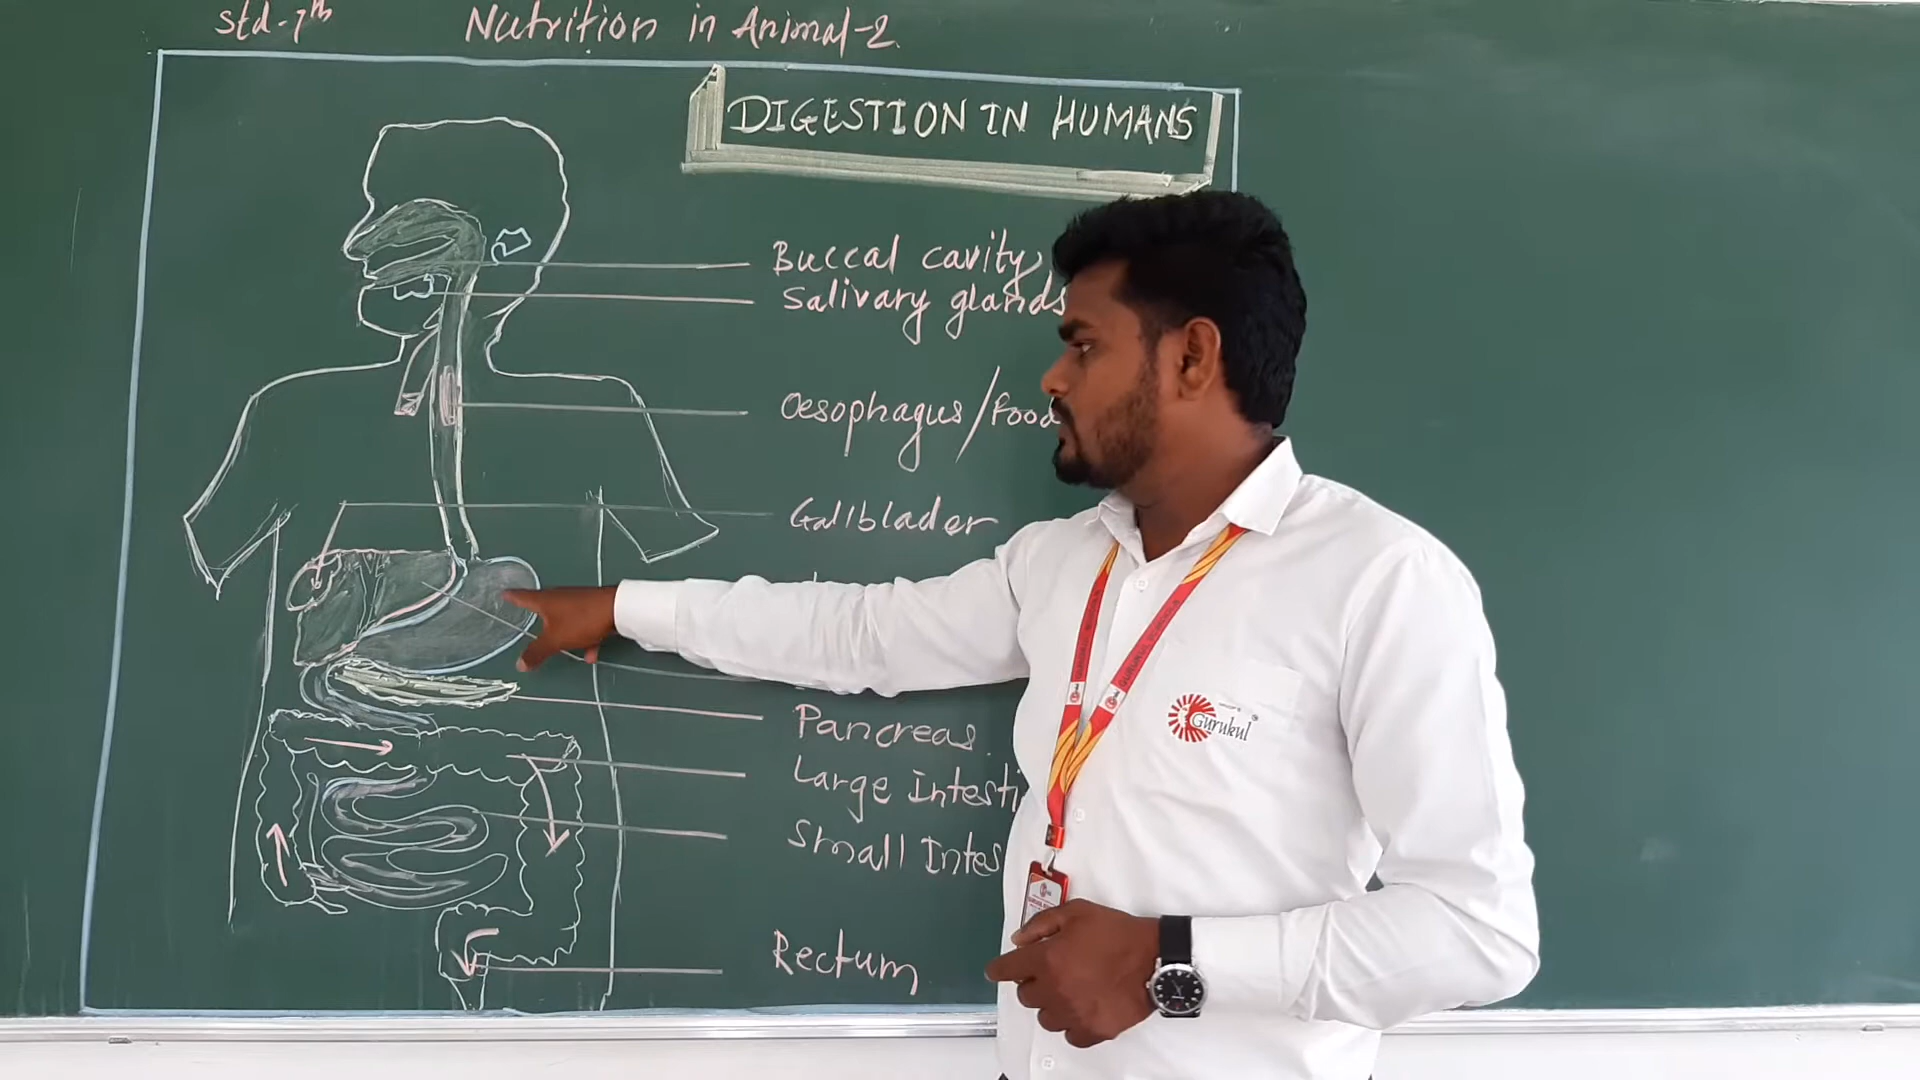 Std-7th Nutrition in Animal-2
DIGESTION IN HUMANS
Buccal cavity
Salivary glands
Oesophagus/Food
Gallblader
Pancreas.
Large Intesti
Small Intes
Rectum
Gurukul